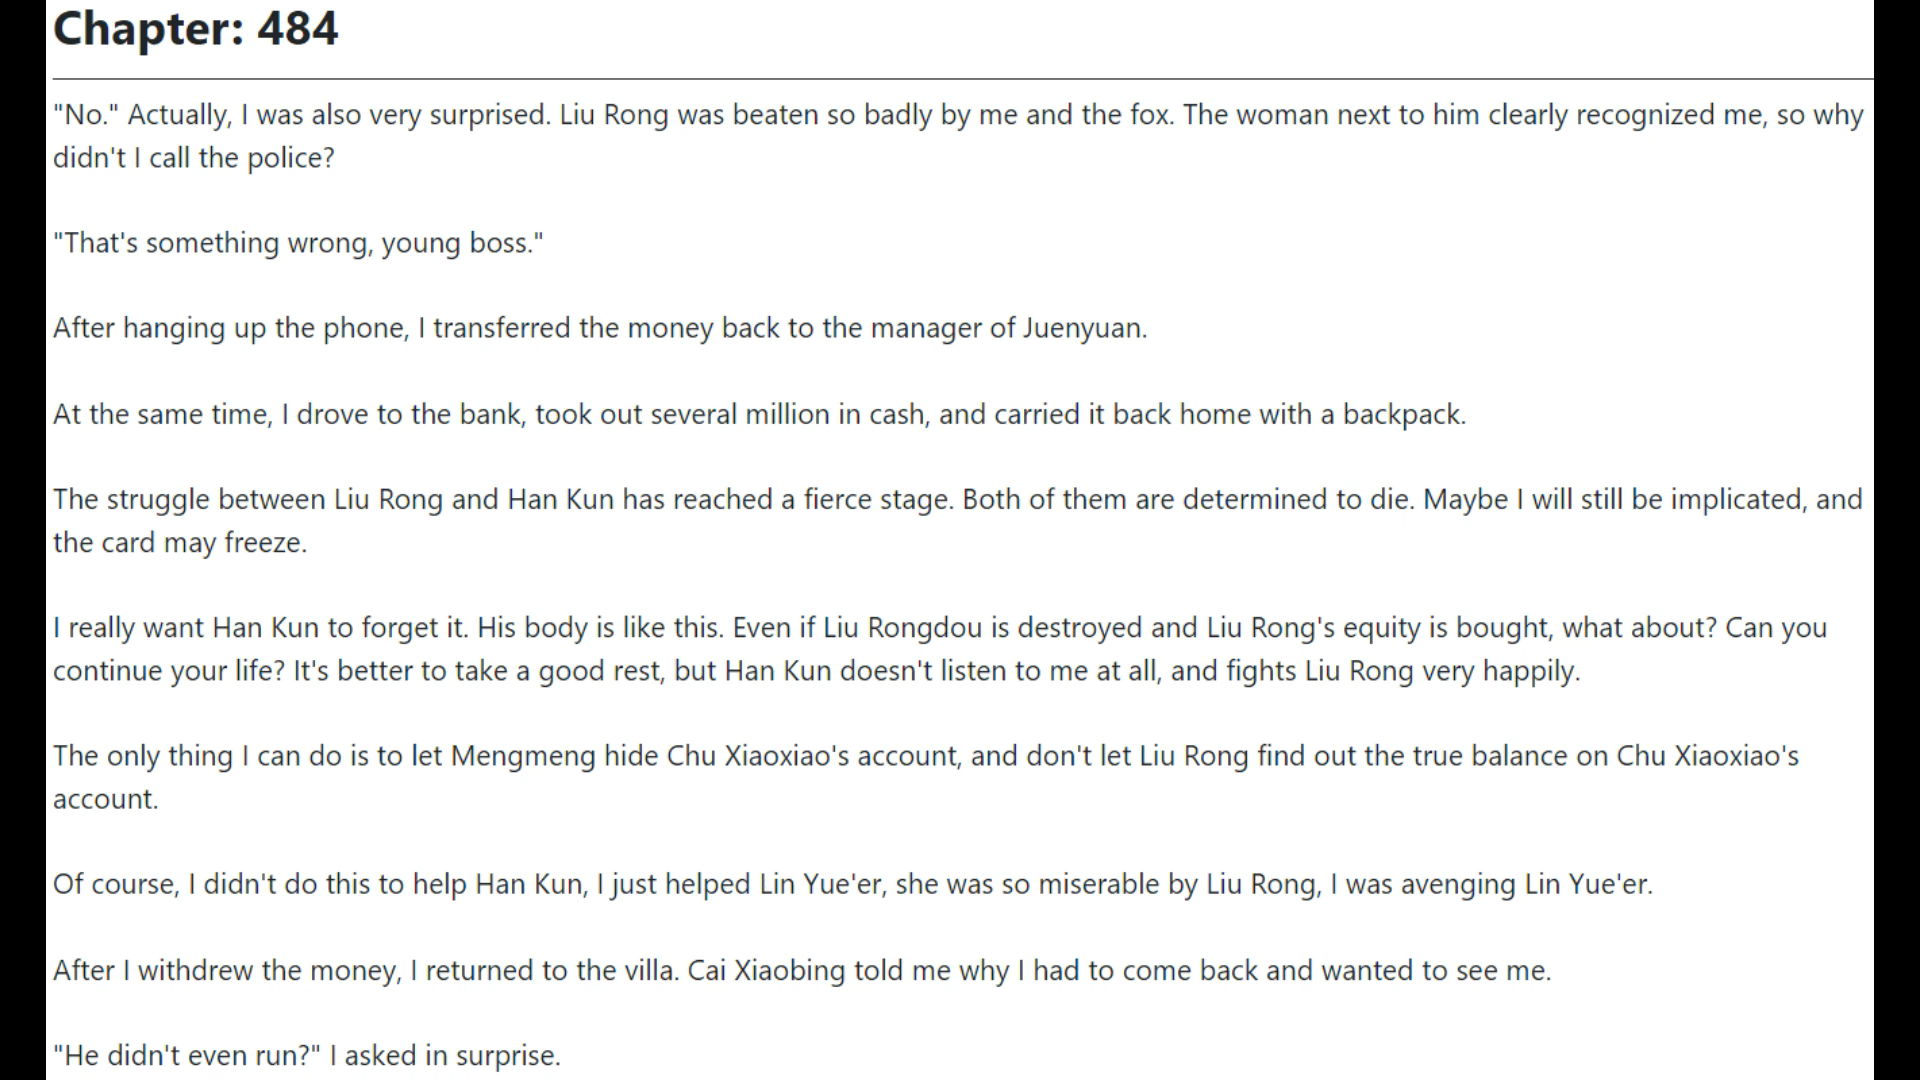 Chapter: 484
"No." Actually, I was also very surprised. Liu Rong was beaten so badly by me and the fox. The woman next to him clearly recognized me, so why
didn't I call the police?
"That's something wrong, young boss."
After hanging up the phone, I transferred the money back to the manager of Juenyuan.
At the same time, I drove to the bank, took out several million in cash, and carried it back home with a backpack.
The struggle between Liu Rong and Han Kun has reached a fierce stage. Both of them are determined to die. Maybe I will still be implicated, and
the card may freeze.
I really want Han Kun to forget it. His body is like this. Even if Liu Rongdou is destroyed and Liu Rong's equity is bought, what about? Can you
continue your life? It's better to take a good rest, but Han Kun doesn't listen to me at all, and fights Liu Rong very happily.
The only thing I can do is to let Mengmeng hide Chu Xiaoxiao's account, and don't let Liu Rong find out the true balance on Chu Xiaoxiao's
account.
Of course, I didn't do this to help Han Kun, I just helped Lin Yue'er, she was so miserable by Liu Rong, I was avenging Lin Yue'er.
After I withdrew the money, I returned to the villa. Cai Xiaobing told me why I had to come back and wanted to see me.
"He didn't even run?" I asked in surprise.